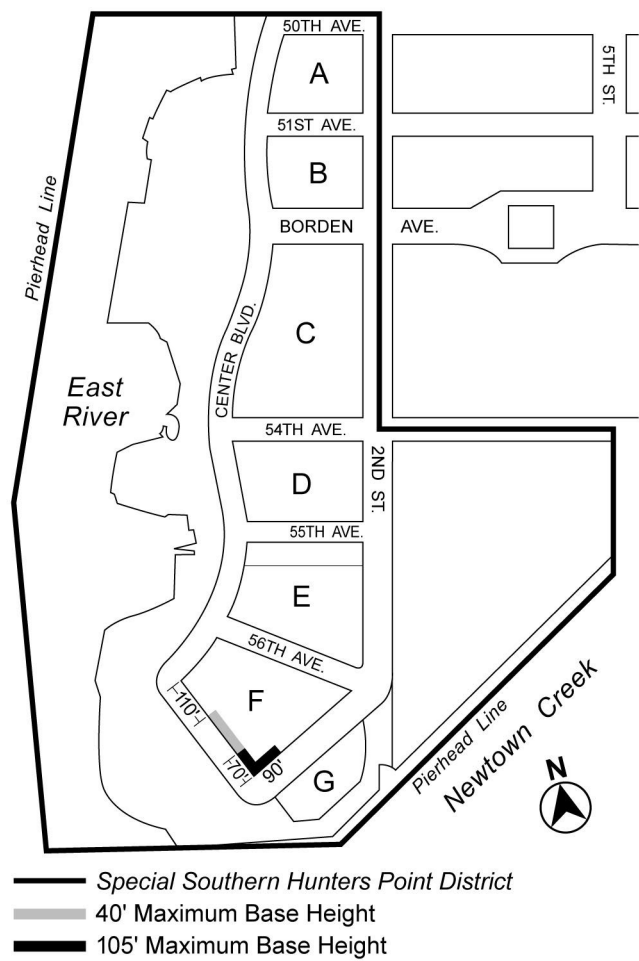 50TH AVE.
5TH ST.
A
51ST AVE.
B
BORDEN AVE.
Pierhead Line
CENTER BLVD.
C
East
River
54TH AVE.
2ND ST.
D
55TH AVE.
E
56TH AVE.
F
110'
70'
90'
G
Pierhead Line
Newtown Creek
N
Special Southern Hunters Point District
40' Maximum Base Height
105' Maximum Base Height